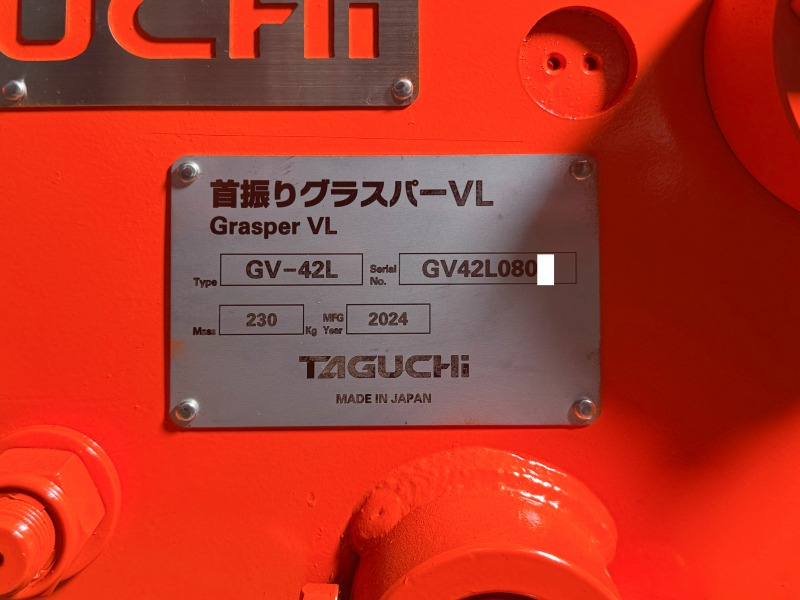 UCHi
首振りグラスパーVL
Grasper VL
Type GV-42L Serial No. GV42L080
Mass 230 Kg MFG Year 2024
TAGUCHi
MADE IN JAPAN